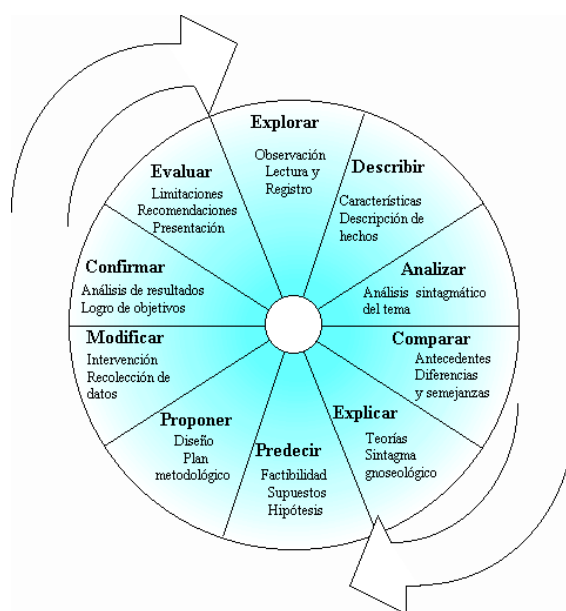 Explorar
Observación
Lectura y
Registro
Describir
Características
Descripción de
hechos
Analizar
Análisis sintagmático
del tema
Comparar
Antecedentes
Diferencias
y semejanzas
Explicar
Teorías
Sintagma
gnoseológico
Predecir
Factibilidad
Supuestos
Hipótesis
Proponer
Diseño
Plan
metodológico
Modificar
Intervención
Recolección de
datos
Confirmar
Análisis de resultados
Logro de objetivos
Evaluar
Limitaciones
Recomendaciones
Presentación